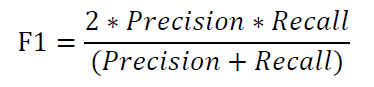 F1 = 2 * Precision * Recall / (Precision + Recall)